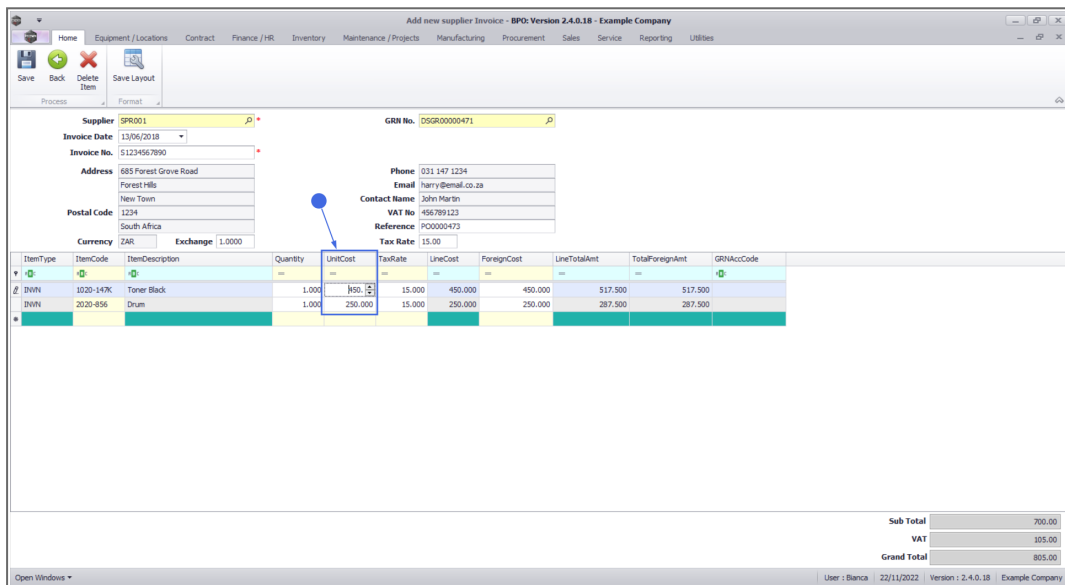 Add new supplier Invoice - BPO: Version 2.4.0.18 - Example Company
Home Equipment / Locations Contract Finance / HR Inventory Maintenance / Projects Manufacturing Procurement Sales Service Reporting Utilities
Save Back Delete Item Save Layout
Process Format
Supplier SPR001 * GRN No. DSGR00000471
Invoice Date 13/06/2018
Invoice No. S1234567890 *
Address 685 Forest Grove Road Phone 031 147 1234
Forest Hills Email harry@email.co.za
New Town Contact Name John Martin
Postal Code 1234 VAT No 456789123
South Africa Reference PO0000473
Currency ZAR Exchange 1.0000 Tax Rate 15.00
ItemType ItemCode ItemDescription Quantity UnitCost TaxRate LineCost ForeignCost LineTotalAmt TotalForeignAmt GRNAccCode
= = = = = = =
INVN 1020-147K Toner Black 1.000 450. 15.000 450.000 450.000 517.500 517.500
INVN 2020-856 Drum 1.000 250.000 15.000 250.000 250.000 287.500 287.500
Sub Total 700.00
VAT 105.00
Grand Total 805.00
Open Windows User : Bianca 22/11/2022 Version : 2.4.0.18 Example Company